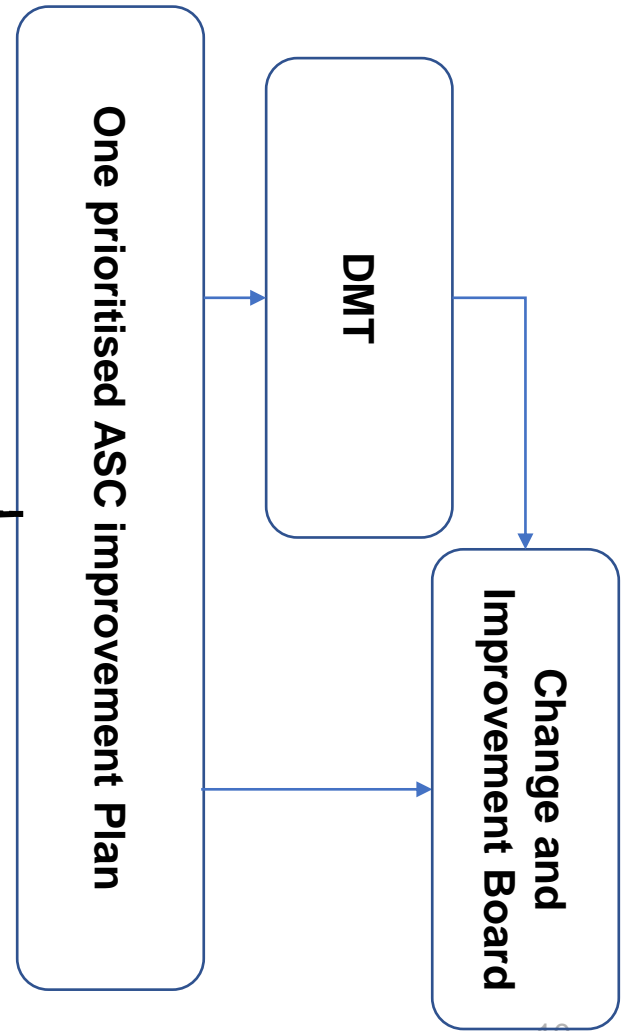 Change and
Improvement Board
DMT
One prioritised ASC improvement Plan